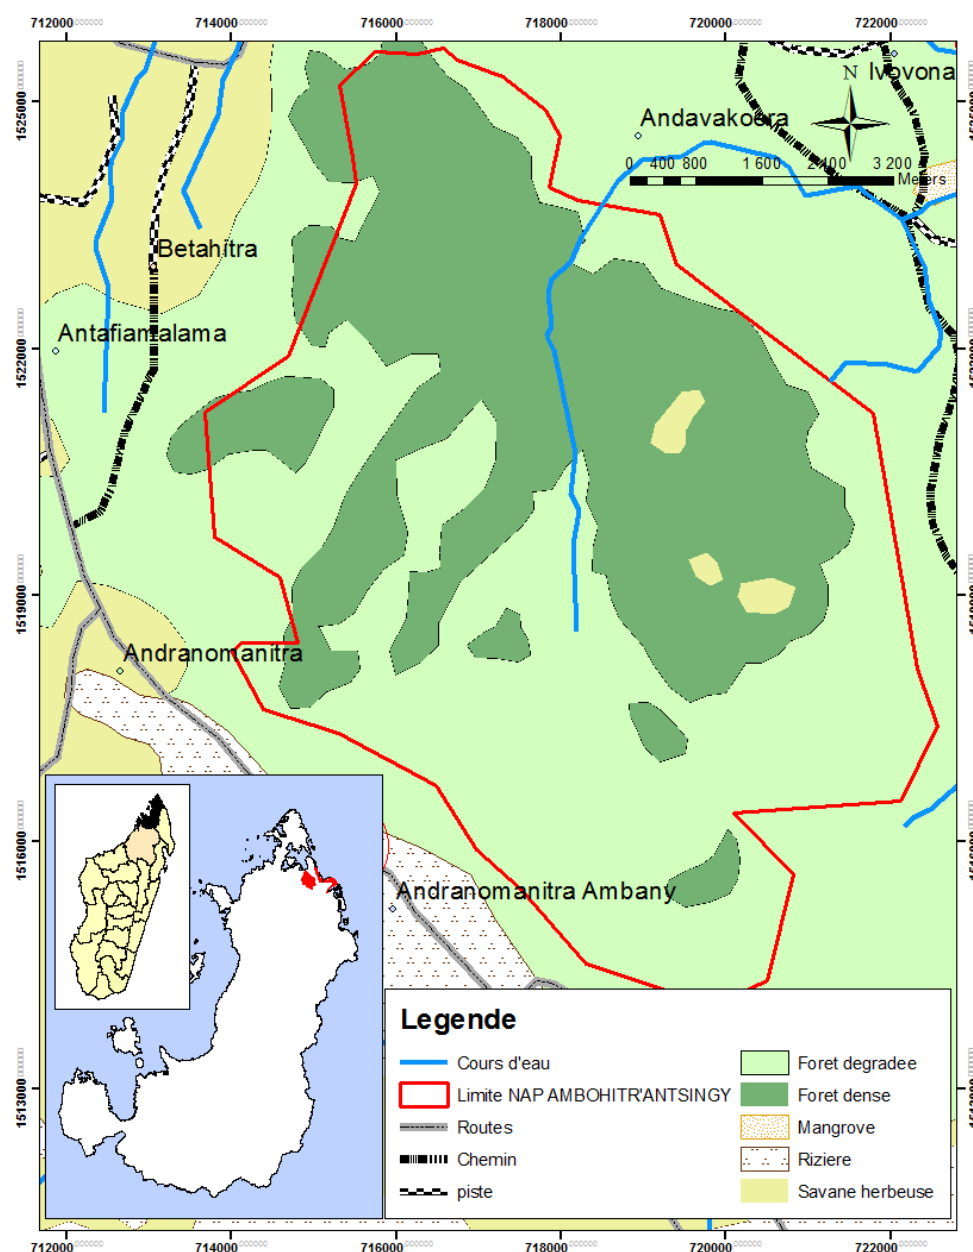 712000 714000 716000 718000 720000 722000
Ivovona
N
Andavakoera
0 400 800 1 600 2 400 3 200
Meters
Betahitra
Antafiamalama
Andranomanitra
Andranomanitra Ambany
1525000
1522000
1519000
1516000
1513000
Legende
Cours d'eau
Limite NAP AMBOHITR'ANTSINGY
Routes
Chemin
piste
Foret degradee
Foret dense
Mangrove
Riziere
Savane herbeuse
712000 714000 716000 718000 720000 722000